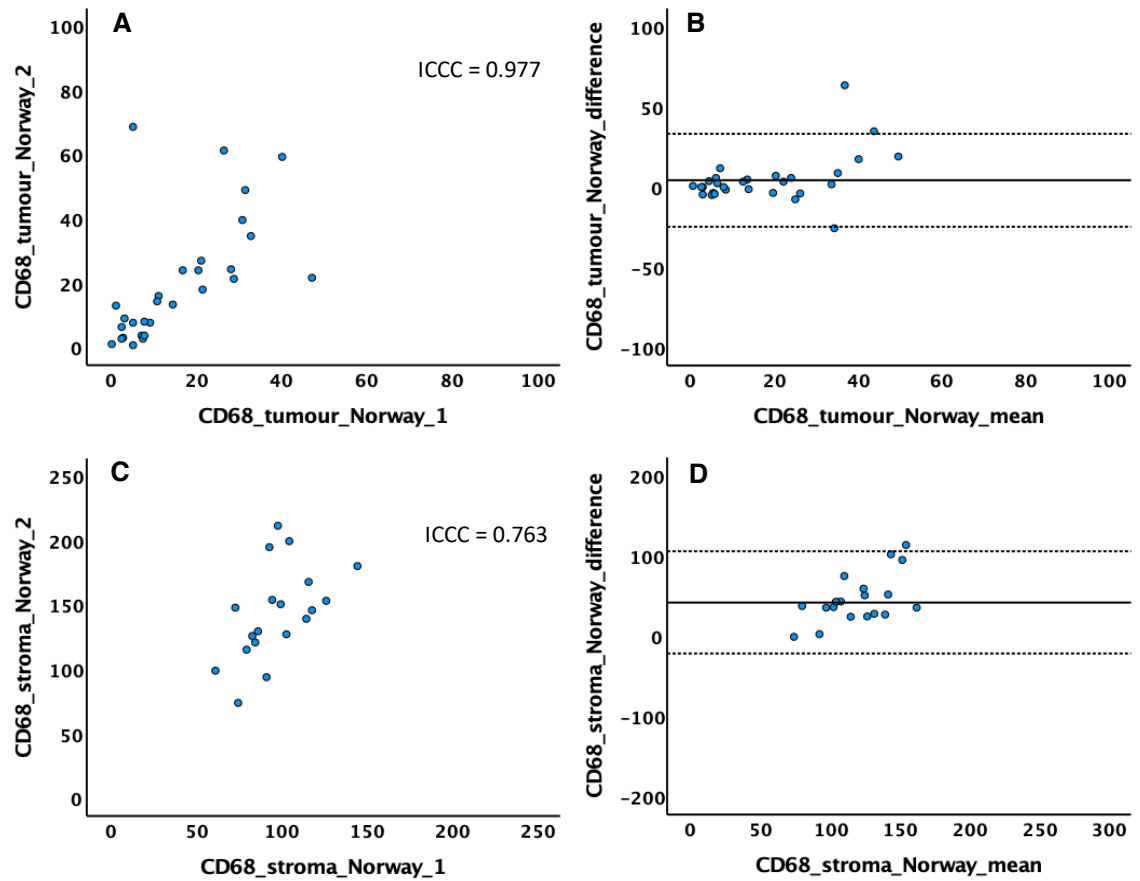 A
ICCC = 0.977
CD68_tumour_Norway_2
100
80
60
40
20
0
0 20 40 60 80 100
CD68_tumour_Norway_1
B
CD68_tumour_Norway_difference
100
50
0
−50
−100
0 20 40 60 80 100
CD68_tumour_Norway_mean
C
ICCC = 0.763
CD68_stroma_Norway_2
250
200
150
100
50
0
0 50 100 150 200 250
CD68_stroma_Norway_1
D
CD68_stroma_Norway_difference
200
100
0
-100
-200
0 50 100 150 200 250 300
CD68_stroma_Norway_mean